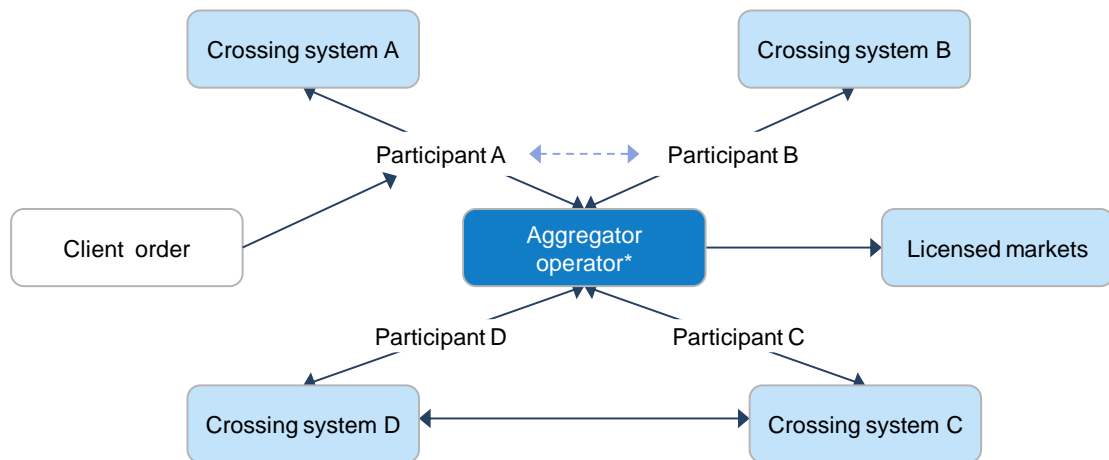 Crossing system A
Crossing system B
Participant A
Participant B
Client order
Aggregator
operator*
Licensed markets
Participant D
Participant C
Crossing system D
Crossing system C